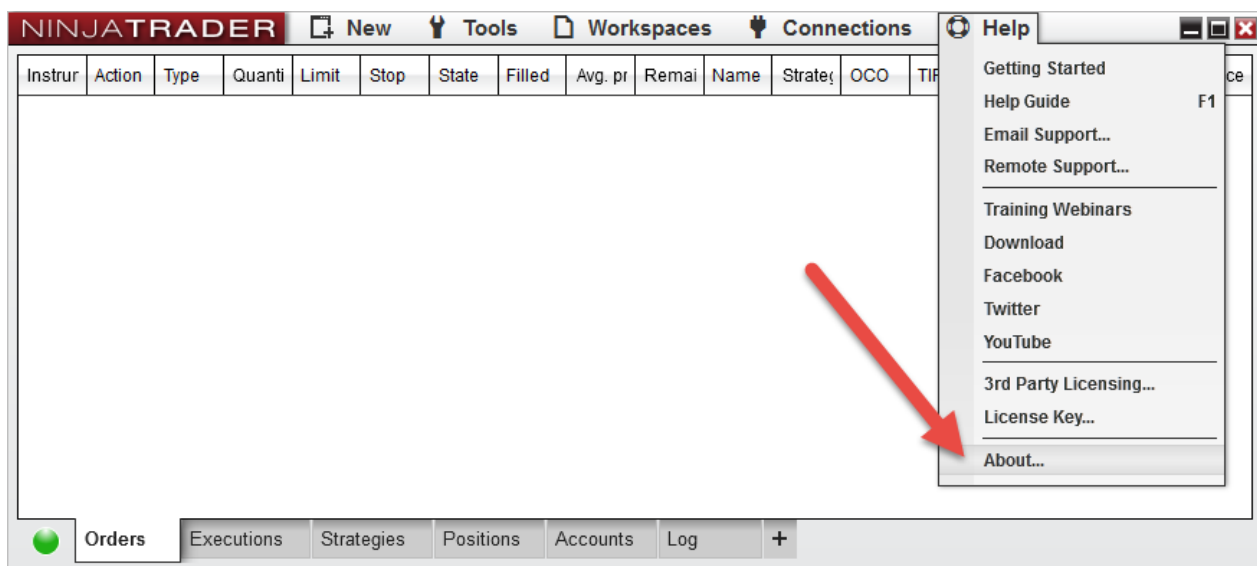 NINJATRADER New Tools Workspaces Connections Help
Instrur Action Type Quanti Limit Stop State Filled Avg. pr Remai Name Strateg OCO TIF ce
Getting Started
Help Guide F1
Email Support...
Remote Support...
Training Webinars
Download
Facebook
Twitter
YouTube
3rd Party Licensing...
License Key...
About...
Orders Executions Strategies Positions Accounts Log +